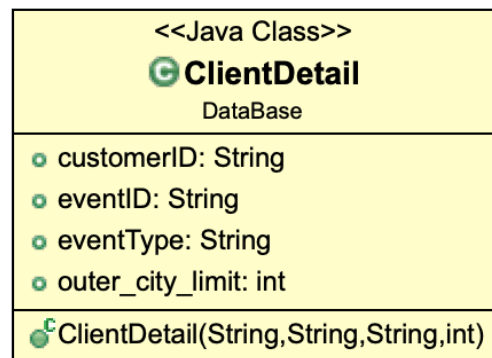 <<Java Class>>
ClientDetail
DataBase
customerID: String
eventID: String
eventType: String
outer_city_limit: int
ClientDetail(String,String,String,int)